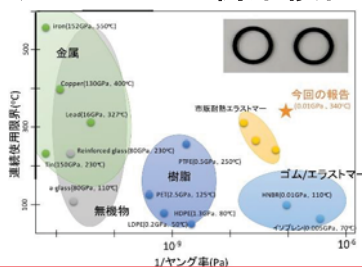 iron(152GPa, 550℃)
金属
500
Copper(130GPa, 400℃)
今回の報告
(0.01GPa, 340℃)
市販耐熱エラストマー
Lead(16GPa, 327℃)
300
Reinforced glass(80GPa, 230℃)
Tin(50GPa, 230℃)
PTFE(0.5GPa, 250℃)
樹脂
ゴム/エラストマー
e-glass(80GPa, 110℃)
PET(2.5GPa, 125℃)
HNBR(0.01GPa, 110℃)
100
無機物
HDPE(1.3GPa, 80℃)
LDPE(0.2GPa, 50℃)
イソプレン(0.005GPa, 70℃)
連続使用限界(℃)
10⁻⁹
10⁻⁶
1/ヤング率(Pa)